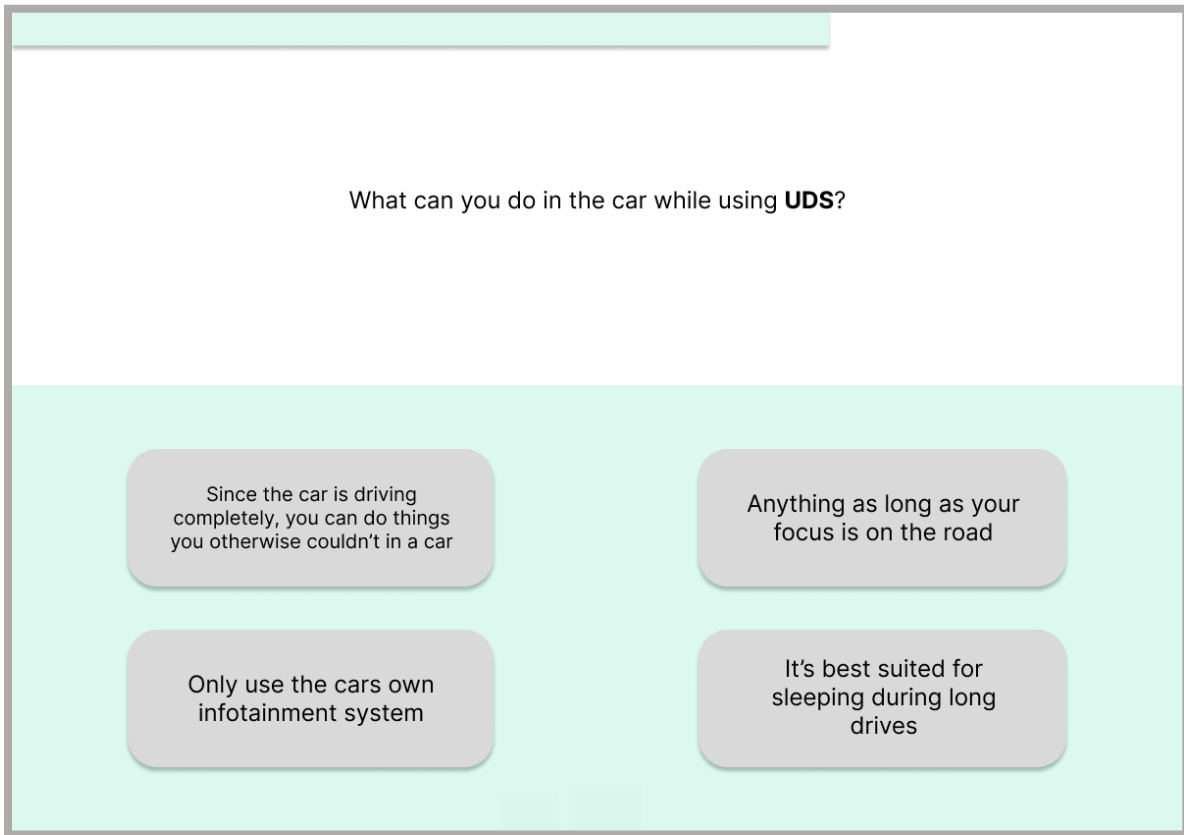 What can you do in the car while using UDS?
Since the car is driving
completely, you can do things
you otherwise couldn’t in a car
Anything as long as your
focus is on the road
Only use the cars own
infotainment system
It’s best suited for
sleeping during long
drives